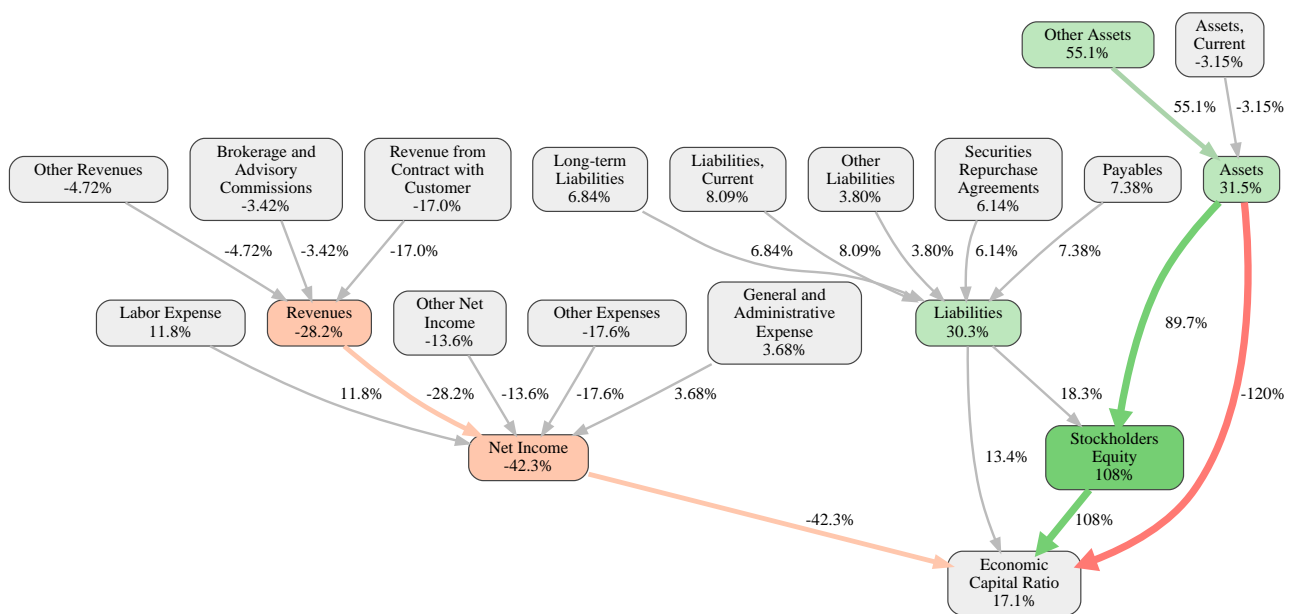 Other Assets
55.1%
Assets,
Current
-3.15%
55.1%
-3.15%
Other Revenues
-4.72%
Brokerage and
Advisory
Commissions
-3.42%
Revenue from
Contract with
Customer
-17.0%
Long-term
Liabilities
6.84%
Liabilities,
Current
8.09%
Other
Liabilities
3.80%
Securities
Repurchase
Agreements
6.14%
Payables
7.38%
Assets
31.5%
-4.72%
-3.42%
-17.0%
6.84%
8.09%
3.80%
6.14%
7.38%
Labor Expense
11.8%
Revenues
-28.2%
Other Net
Income
-13.6%
Other Expenses
-17.6%
General and
Administrative
Expense
3.68%
Liabilities
30.3%
89.7%
11.8%
-28.2%
-13.6%
-17.6%
3.68%
18.3%
-120%
Net Income
-42.3%
13.4%
Stockholders
Equity
108%
-42.3%
108%
Economic
Capital Ratio
17.1%